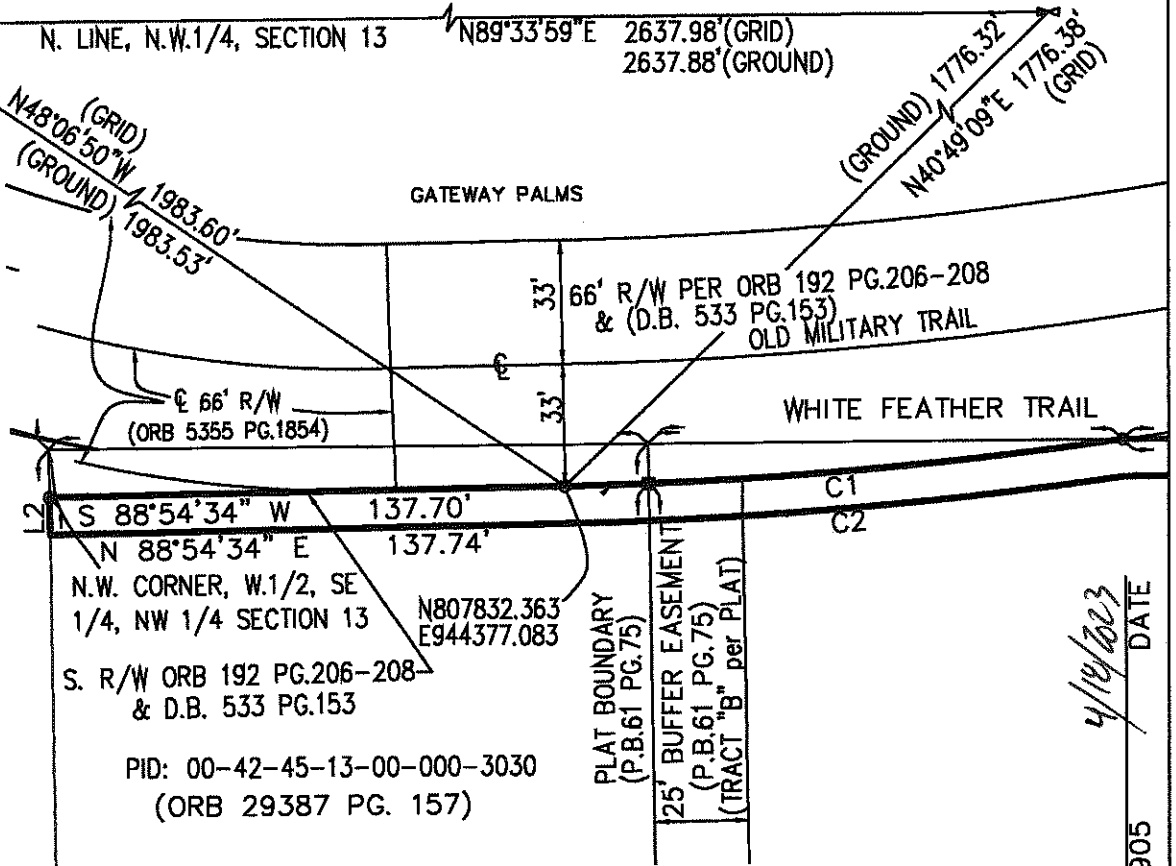 N. LINE, N.W.1/4, SECTION 13
N89°33'59"E 2637.98'(GRID)
2637.88'(GROUND)
(GRID)
N48°06'50"W 1983.60'
(GROUND) 1983.53'
(GROUND) 1776.32'
N40°49'09"E 1776.38'
(GRID)
GATEWAY PALMS
33'
66' R/W PER ORB 192 PG.206-208
& (D.B. 533 PG.153)
OLD MILITARY TRAIL
℄
33'
℄ 66' R/W
(ORB 5355 PG.1854)
WHITE FEATHER TRAIL
L2
S 88°54'34" W 137.70'
C1
N 88°54'34" E 137.74'
C2
N.W. CORNER, W.1/2, SE
1/4, NW 1/4 SECTION 13
N807832.363
E944377.083
S. R/W ORB 192 PG.206-208
& D.B. 533 PG.153
PID: 00-42-45-13-00-000-3030
(ORB 29387 PG. 157)
PLAT BOUNDARY
(P.B.61 PG.75)
25' BUFFER EASEMENT
(P.B.61 PG.75)
(TRACT "B" per PLAT)
DATE
905